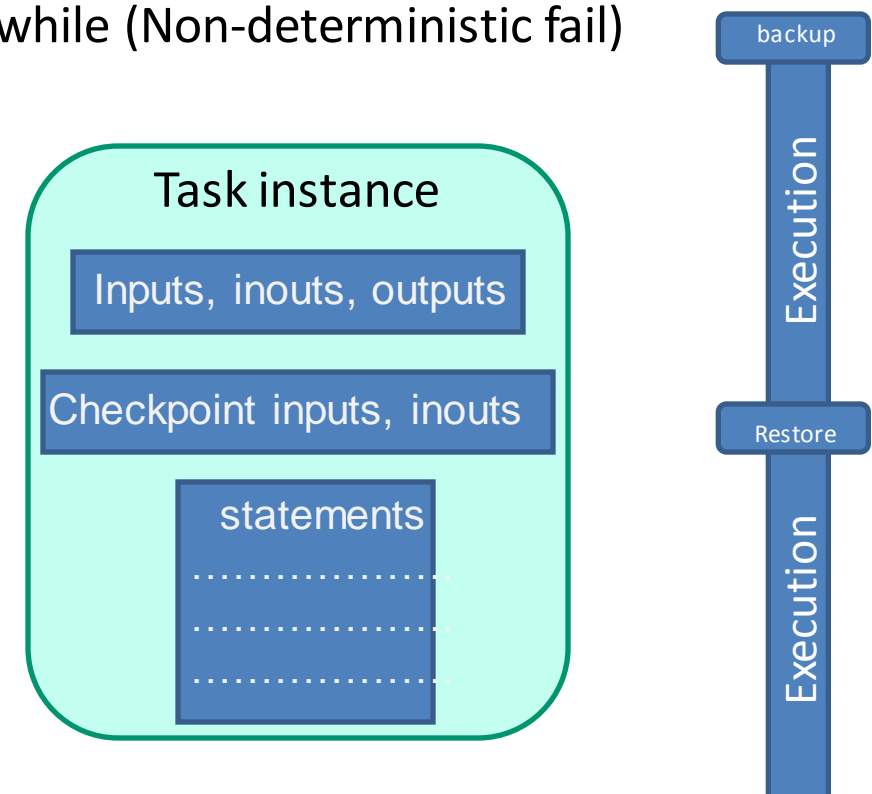 while (Non-deterministic fail)
Task instance
Inputs, inouts, outputs
Checkpoint inputs, inouts
statements
...................
...................
...................
backup
Execution
Restore
Execution